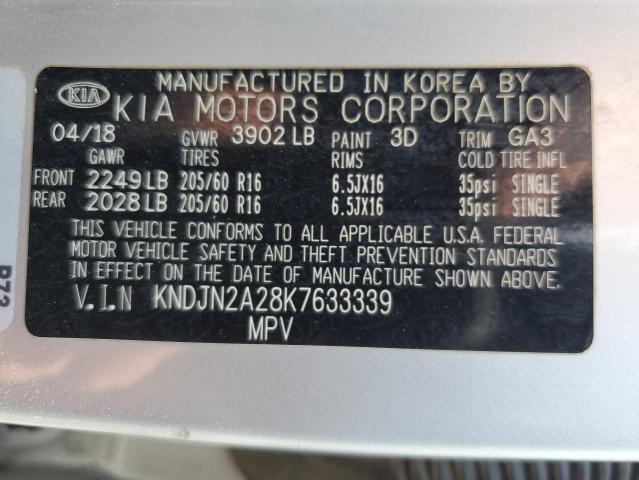 MANUFACTURED IN KOREA BY
KIA KIA MOTORS CORPORATION
04/18 GVWR 3902 LB PAINT 3D TRIM GA3
GAWR TIRES RIMS COLD TIRE INFL
FRONT 2249 LB 205/60 R16 6.5JX16 35psi SINGLE
REAR 2028 LB 205/60 R16 6.5JX16 35psi SINGLE
THIS VEHICLE CONFORMS TO ALL APPLICABLE U.S.A. FEDERAL
MOTOR VEHICLE SAFETY AND THEFT PREVENTION STANDARDS
IN EFFECT ON THE DATE OF MANUFACTURE SHOWN ABOVE.
V.I.N KNDJN2A28K7633339
MPV